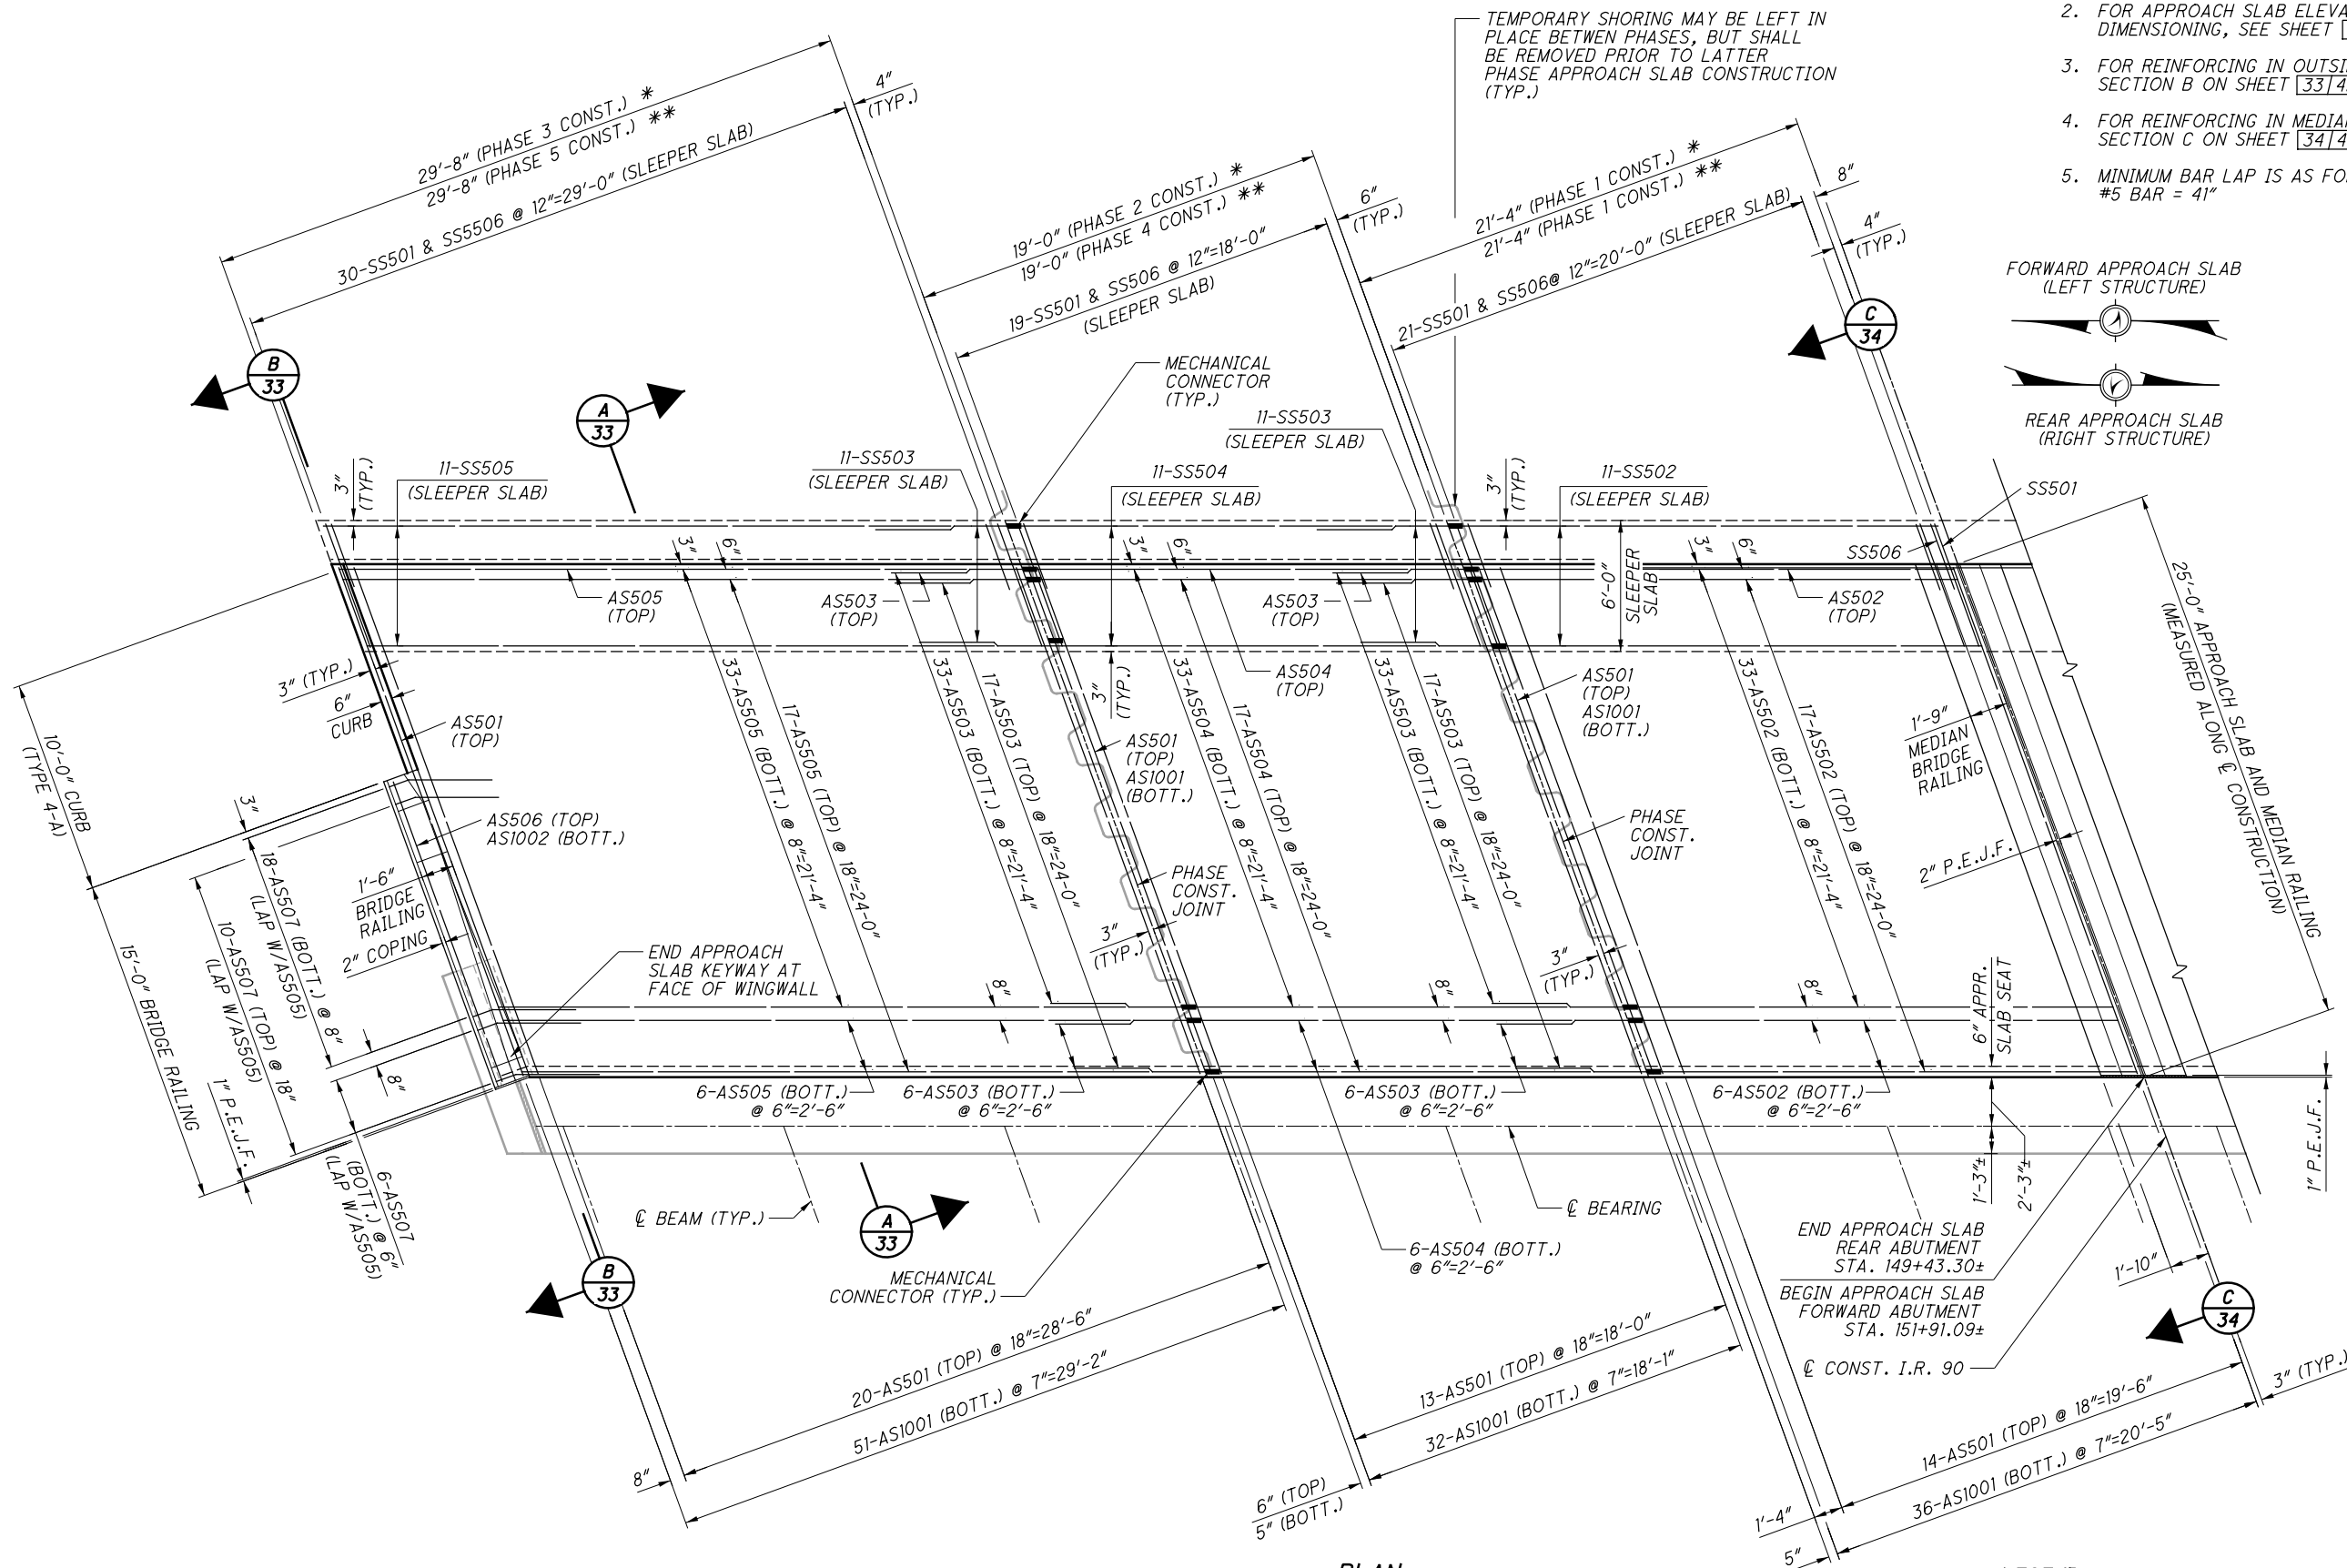 TEMPORARY SHORING MAY BE LEFT IN
PLACE BETWEN PHASES, BUT SHALL
BE REMOVED PRIOR TO LATTER
PHASE APPROACH SLAB CONSTRUCTION
(TYP.)
2. FOR APPROACH SLAB ELEVA
DIMENSIONING, SEE SHEET
3. FOR REINFORCING IN OUTSI
SECTION B ON SHEET 33/4
4. FOR REINFORCING IN MEDIA
SECTION C ON SHEET 34/4
5. MINIMUM BAR LAP IS AS FO
#5 BAR = 41"
FORWARD APPROACH SLAB
(LEFT STRUCTURE)
REAR APPROACH SLAB
(RIGHT STRUCTURE)
29'-8" (PHASE 3 CONST.) *
29'-8" (PHASE 5 CONST.) **
30-SS501 & SS5506 @ 12"=29'-0" (SLEEPER SLAB)
4"
(TYP.)
19'-0" (PHASE 2 CONST.) *
19'-0" (PHASE 4 CONST.) **
19-SS501 & SS506 @ 12"=18'-0"
(SLEEPER SLAB)
6"
(TYP.)
21'-4" (PHASE 1 CONST.) *
21'-4" (PHASE 1 CONST.) **
21-SS501 & SS506@ 12"=20'-0" (SLEEPER SLAB)
8"
4"
(TYP.)
B
33
A
33
C
34
MECHANICAL
CONNECTOR
(TYP.)
3"
(TYP.)
11-SS505
(SLEEPER SLAB)
11-SS503
(SLEEPER SLAB)
11-SS504
(SLEEPER SLAB)
11-SS503
(SLEEPER SLAB)
3"
(TYP.)
11-SS502
(SLEEPER SLAB)
SS501
SS506
6'-0"
SLEEPER
SLAB
3"
6"
3"
6"
3"
6"
AS505
(TOP)
AS503
(TOP)
AS504
(TOP)
AS503
(TOP)
AS502
(TOP)
3"
(TYP.)
25'-0" APPROACH SLAB AND MEDIAN RAILING
(MEASURED ALONG ℄ CONSTRUCTION)
3" (TYP.)
6"
CURB
AS501
(TOP)
10'-0" CURB
(TYPE 4-A)
33-AS505 (BOTT.) @ 8"=21'-4"
17-AS505 (TOP) @ 18"=24-0"
33-AS503 (BOTT.) @ 8"=21'-4"
17-AS503 (TOP) @ 18"=24-0"
33-AS504 (BOTT.) @ 8"=21'-4"
17-AS504 (TOP) @ 18"=24-0"
33-AS503 (BOTT.) @ 8"=21'-4"
17-AS503 (TOP) @ 18"=24-0"
33-AS502 (BOTT.) @ 8"=21'-4"
17-AS502 (TOP) @ 18"=24-0"
AS501
(TOP)
AS1001
(BOTT.)
AS501
(TOP)
AS1001
(BOTT.)
1'-9"
MEDIAN
BRIDGE
RAILING
2" P.E.J.F.
PHASE
CONST.
JOINT
PHASE
CONST.
JOINT
3"
AS506 (TOP)
AS1002 (BOTT.)
18-AS507 (BOTT.) @ 8"
(LAP W/AS505)
10-AS507 (TOP) @ 18"
(LAP W/AS505)
1'-6"
BRIDGE
RAILING
2" COPING
15'-0" BRIDGE RAILING
1" P.E.J.F.
8"
6-AS507
(BOTT.) @ 6"
(LAP W/AS505)
END APPROACH
SLAB KEYWAY AT
FACE OF WINGWALL
3"
(TYP.)
3"
(TYP.)
8"
8"
8"
6" APPR.
SLAB SEAT
6-AS505 (BOTT.)
@ 6"=2'-6"
6-AS503 (BOTT.)
@ 6"=2'-6"
6-AS503 (BOTT.)
@ 6"=2'-6"
6-AS502 (BOTT.)
@ 6"=2'-6"
1'-3"±
2'-3"±
1" P.E.J.F.
℄ BEAM (TYP.)
A
33
℄ BEARING
6-AS504 (BOTT.)
@ 6"=2'-6"
B
33
MECHANICAL
CONNECTOR (TYP.)
END APPROACH SLAB
REAR ABUTMENT
STA. 149+43.30±
BEGIN APPROACH SLAB
FORWARD ABUTMENT
STA. 151+91.09±
℄ CONST. I.R. 90
1'-10"
C
34
20-AS501 (TOP) @ 18"=28'-6"
51-AS1001 (BOTT.) @ 7"=29'-2"
8"
13-AS501 (TOP) @ 18"=18'-0"
32-AS1001 (BOTT.) @ 7"=18'-1"
6" (TOP)
5" (BOTT.)
14-AS501 (TOP) @ 18"=19'-6"
36-AS1001 (BOTT.) @ 7"=20'-5"
3" (TYP.)
1'-4"
5"